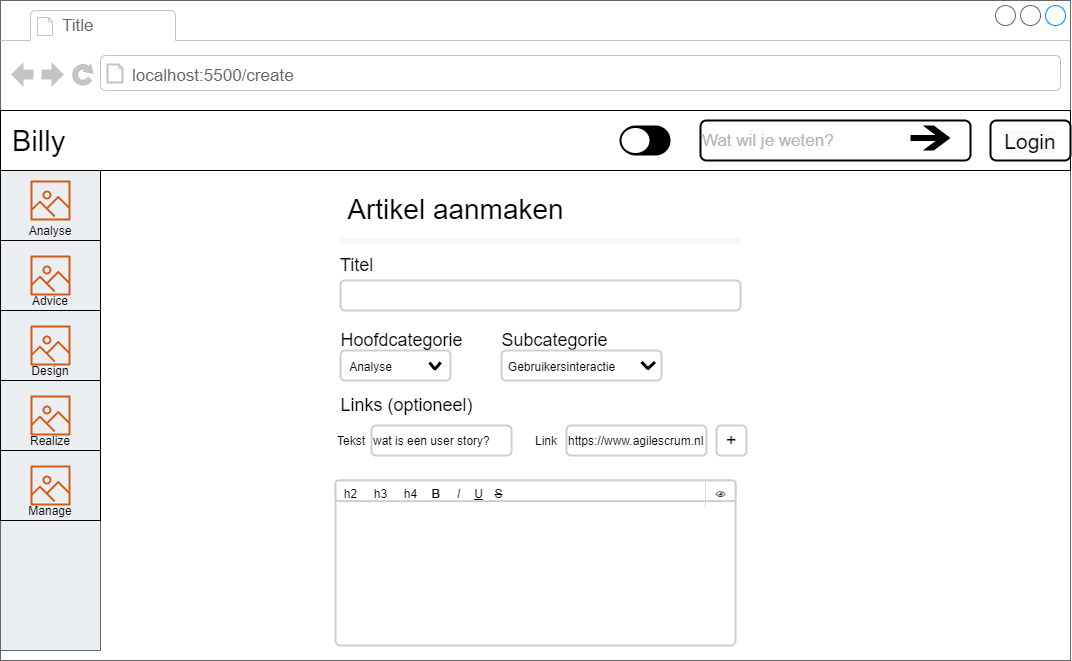 Title
localhost:5500/create
Billy
Wat wil je weten?
Login
Analyse
Advice
Design
Realize
Manage
Artikel aanmaken
Titel
Hoofdcategorie Subcategorie
Analyse Gebruikersinteractie
Links (optioneel)
Tekst wat is een user story? Link https://www.agilescrum.nl +
h2 h3 h4 B I U S